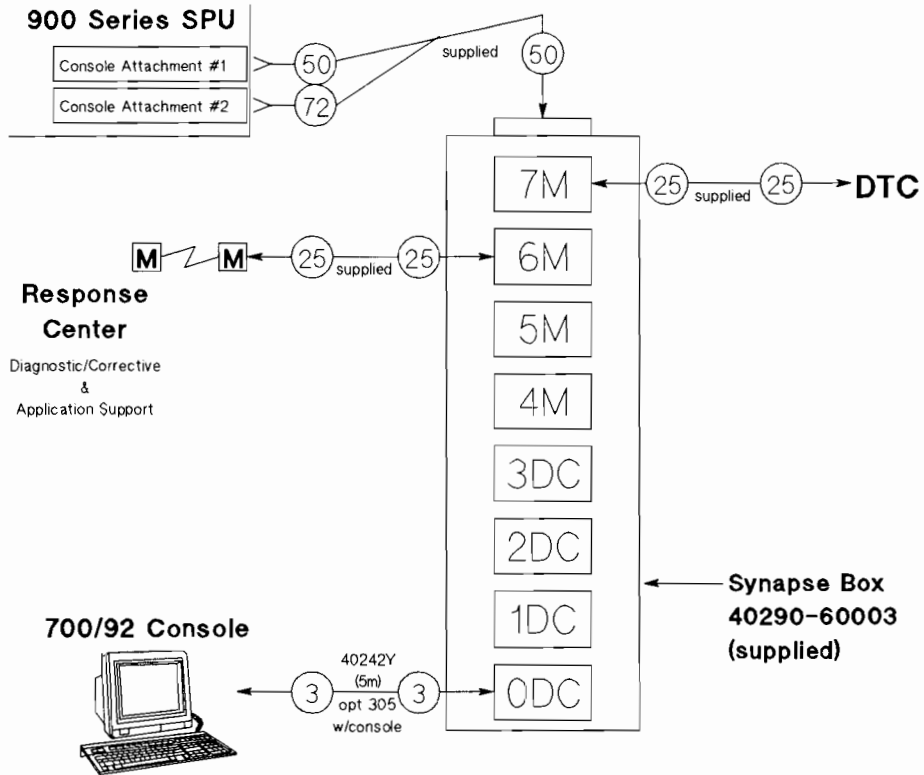 900 Series SPU
Console Attachment #1
50
supplied
50
Console Attachment #2
72
7M
25
supplied
25
DTC
M
M
25
supplied
25
6M
Response
Center
Diagnostic/Corrective
&
Application Support
5M
4M
3DC
2DC
1DC
Synapse Box
40290-60003
(supplied)
700/92 Console
3
40242Y
(5m)
opt 305
w/console
3
0DC